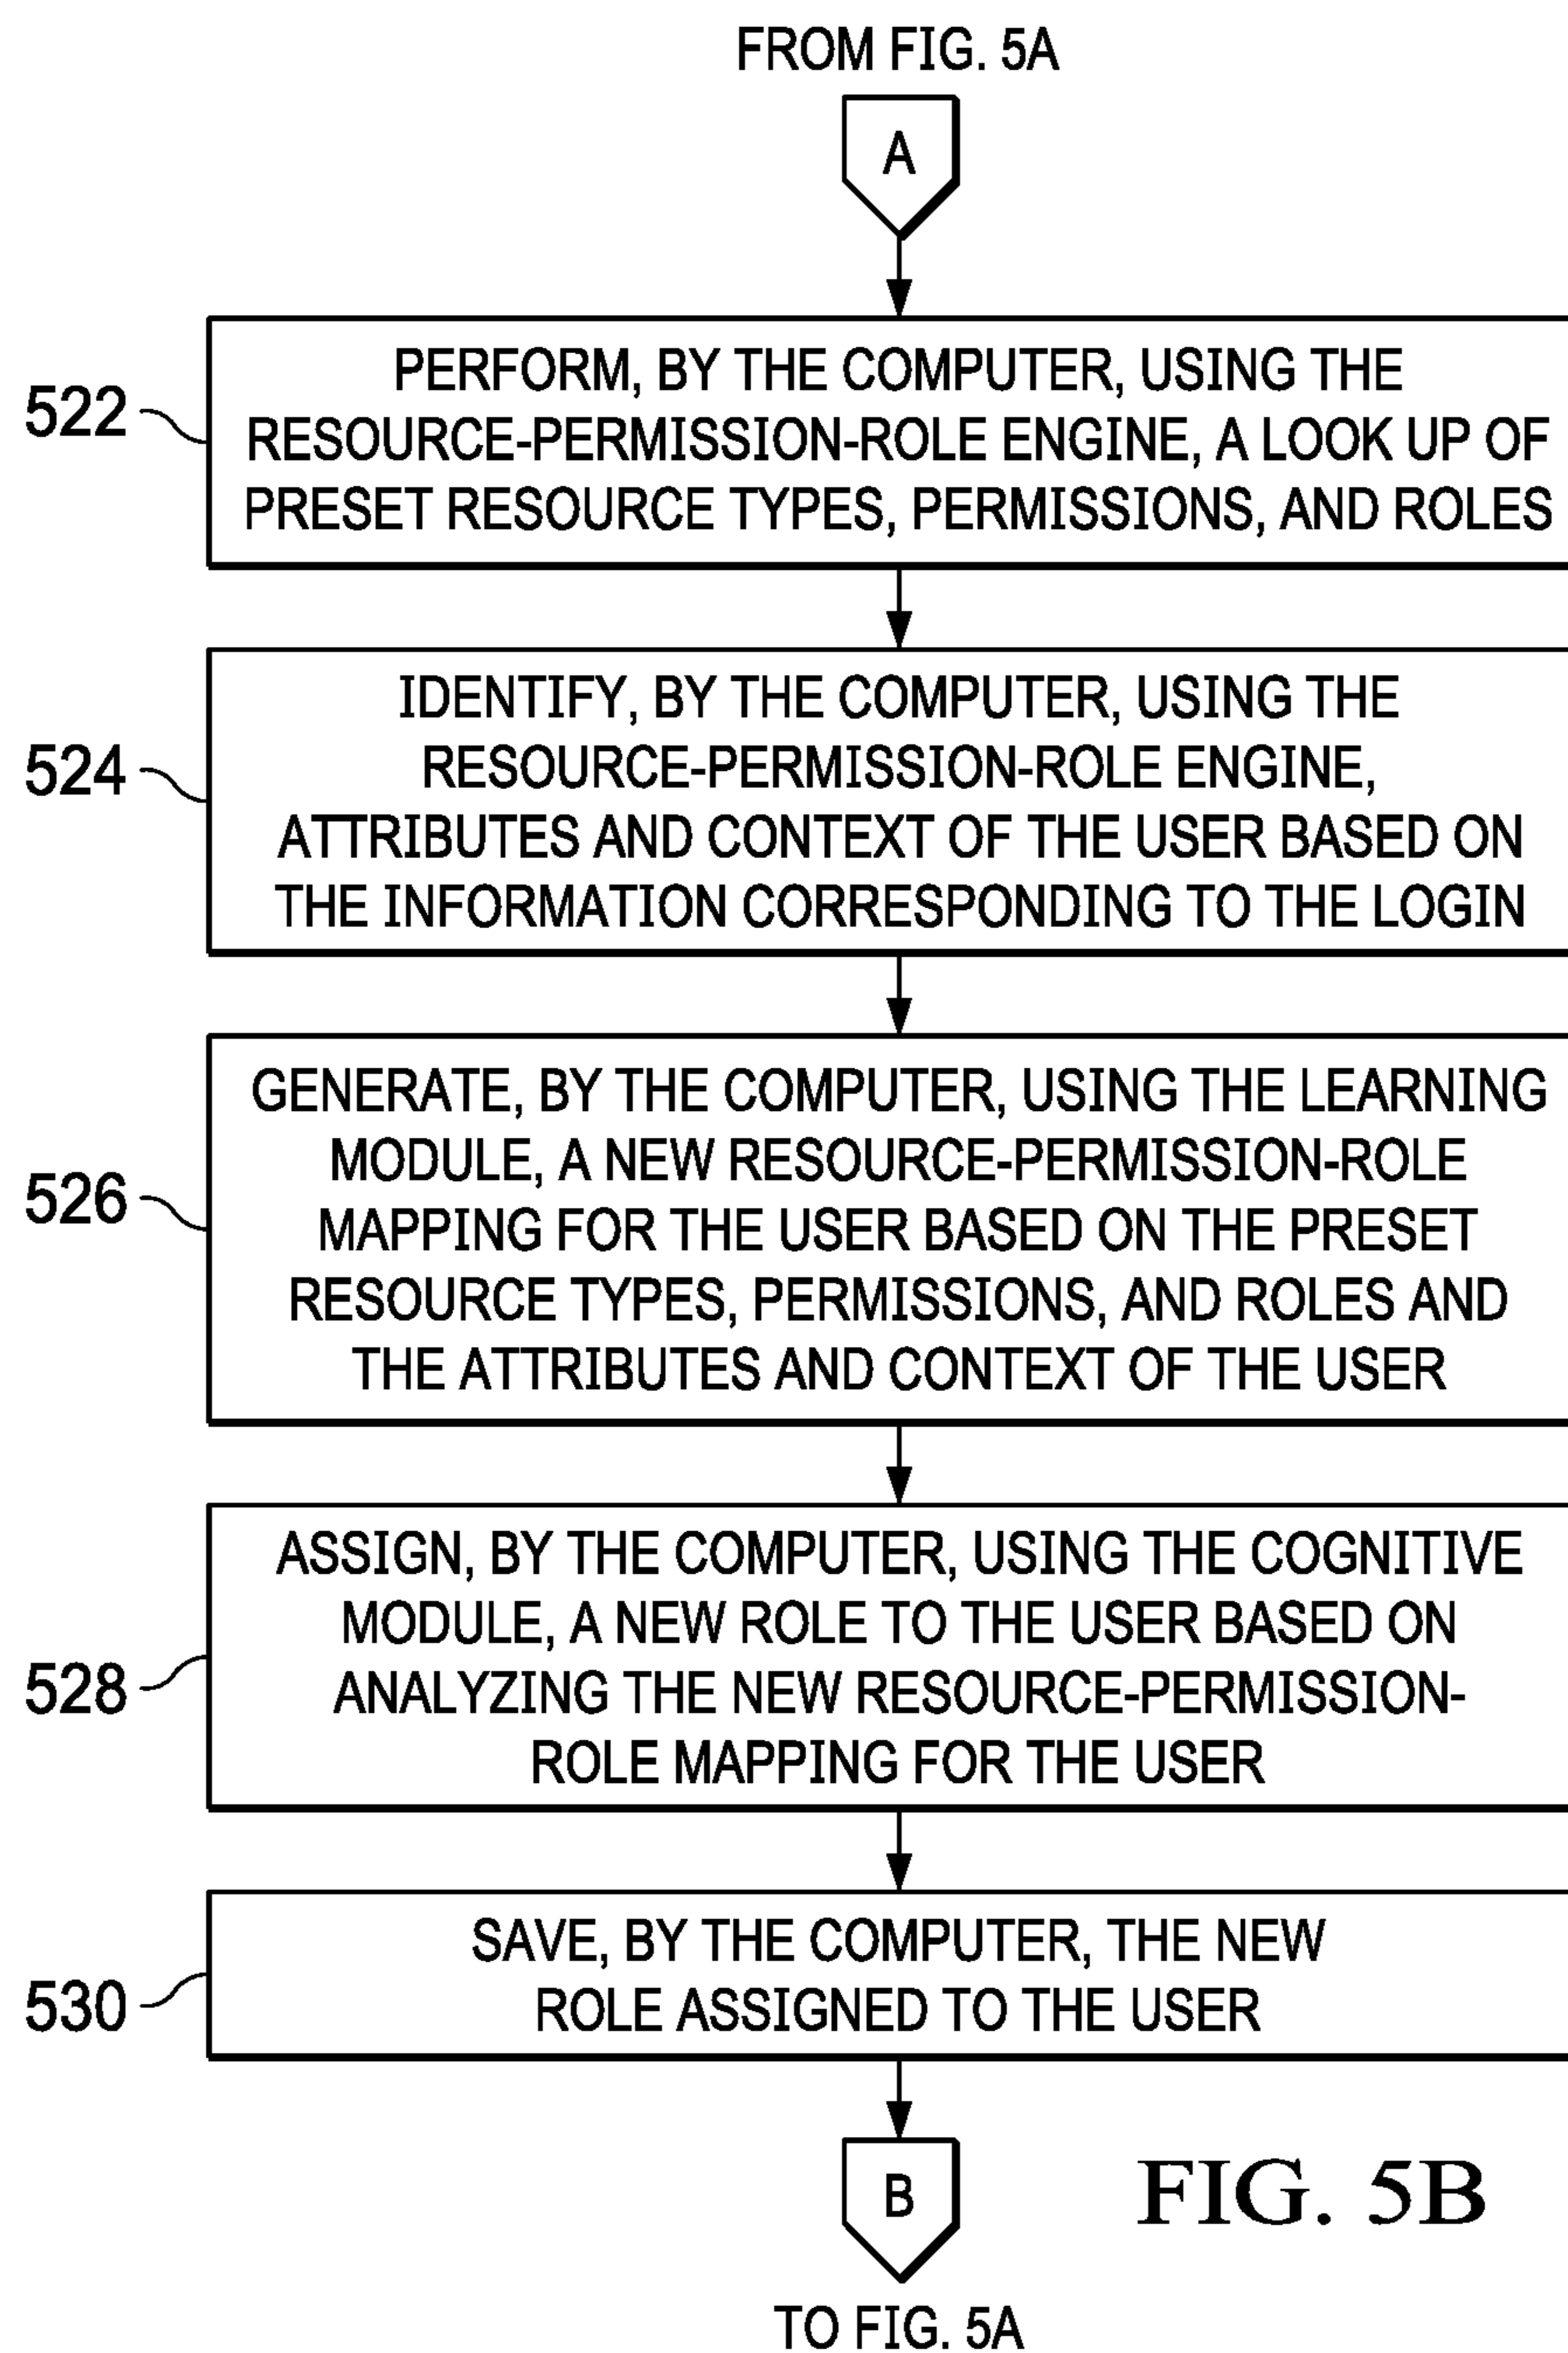 FROM FIG. 5A
A
522
PERFORM, BY THE COMPUTER, USING THE
RESOURCE-PERMISSION-ROLE ENGINE, A LOOK UP OF
PRESET RESOURCE TYPES, PERMISSIONS, AND ROLES
524
IDENTIFY, BY THE COMPUTER, USING THE
RESOURCE-PERMISSION-ROLE ENGINE,
ATTRIBUTES AND CONTEXT OF THE USER BASED ON
THE INFORMATION CORRESPONDING TO THE LOGIN
526
GENERATE, BY THE COMPUTER, USING THE LEARNING
MODULE, A NEW RESOURCE-PERMISSION-ROLE
MAPPING FOR THE USER BASED ON THE PRESET
RESOURCE TYPES, PERMISSIONS, AND ROLES AND
THE ATTRIBUTES AND CONTEXT OF THE USER
528
ASSIGN, BY THE COMPUTER, USING THE COGNITIVE
MODULE, A NEW ROLE TO THE USER BASED ON
ANALYZING THE NEW RESOURCE-PERMISSION-
ROLE MAPPING FOR THE USER
530
SAVE, BY THE COMPUTER, THE NEW
ROLE ASSIGNED TO THE USER
B
FIG. 5B
TO FIG. 5A